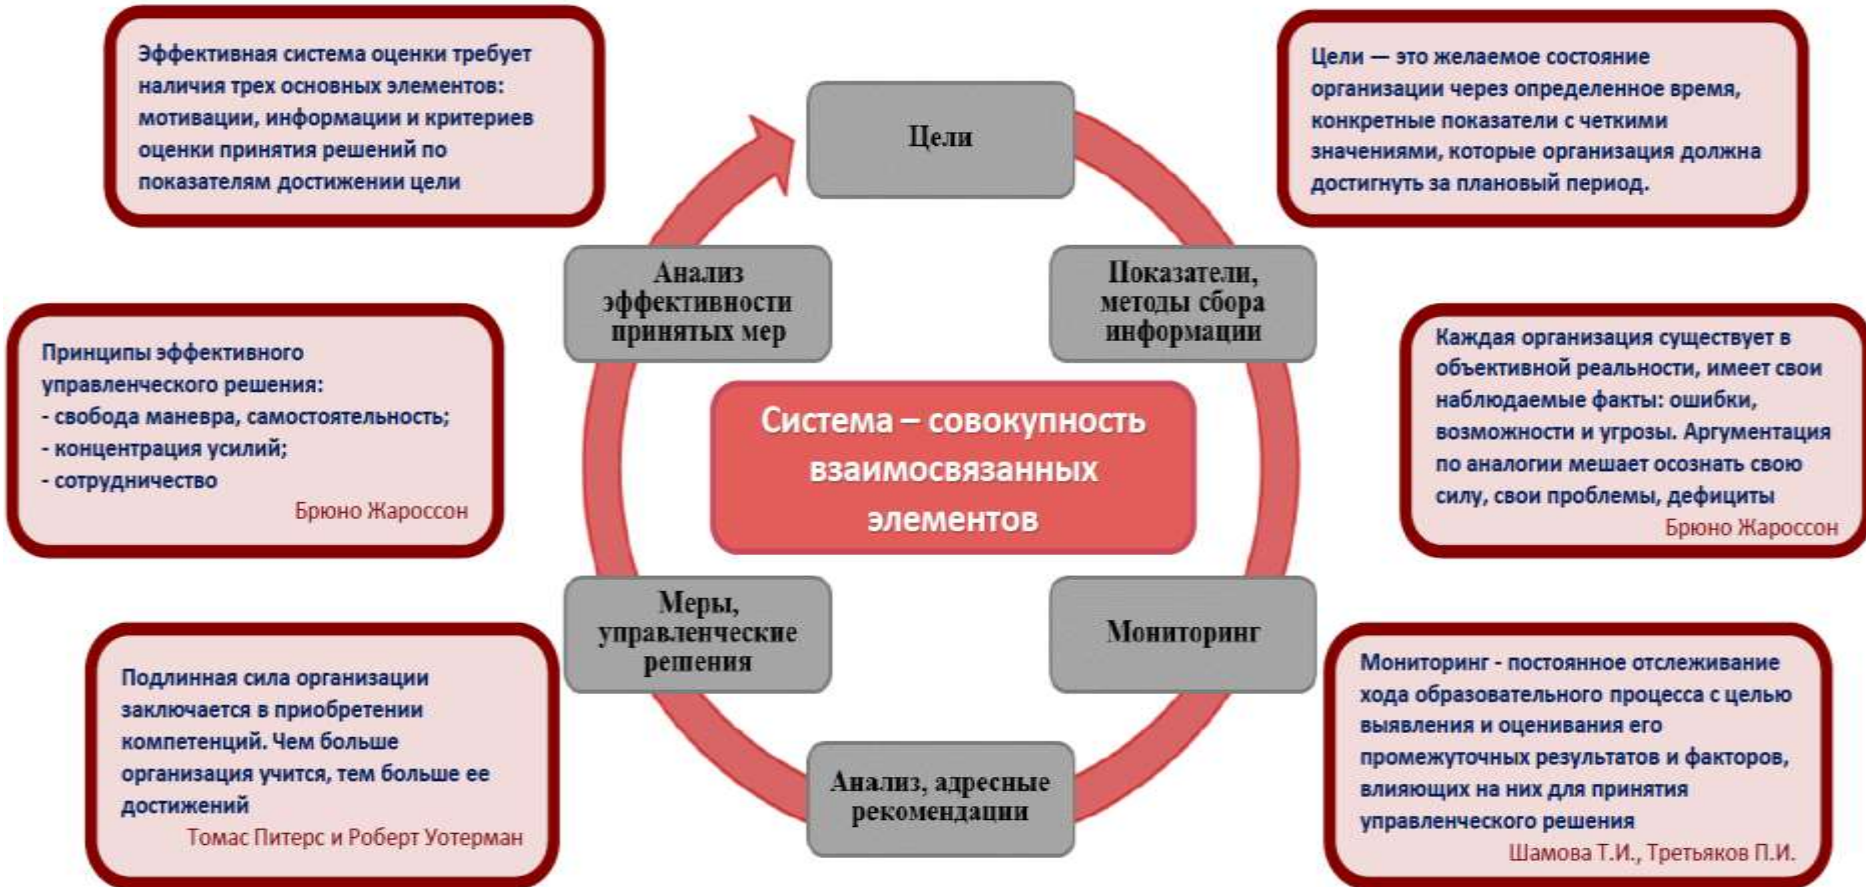 Эффективная система оценки требует
наличия трех основных элементов:
мотивации, информации и критериев
оценки принятия решений по
показателям достижении цели
Цели
Цели — это желаемое состояние
организации через определенное время,
конкретные показатели с четкими
значениями, которые организация должна
достигнуть за плановый период.
Анализ
эффективности
принятых мер
Показатели,
методы сбора
информации
Принципы эффективного
управленческого решения:
- свобода маневра, самостоятельность;
- концентрация усилий;
- сотрудничество
Брюно Жароссон
Система – совокупность
взаимосвязанных
элементов
Каждая организация существует в
объективной реальности, имеет свои
наблюдаемые факты: ошибки,
возможности и угрозы. Аргументация
по аналогии мешает осознать свою
силу, свои проблемы, дефициты
Брюно Жароссон
Меры,
управленческие
решения
Мониторинг
Подлинная сила организации
заключается в приобретении
компетенций. Чем больше
организация учится, тем больше ее
достижений
Томас Питерс и Роберт Уотерман
Анализ, адресные
рекомендации
Мониторинг - постоянное отслеживание
хода образовательного процесса с целью
выявления и оценивания его
промежуточных результатов и факторов,
влияющих на них для принятия
управленческого решения
Шамова Т.И., Третьяков П.И.